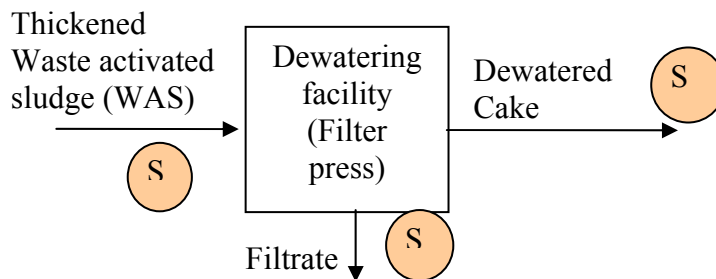 Thickened
Waste activated
sludge (WAS)
Dewatering
facility
(Filter
press)
Dewatered
Cake
S
S
S
Filtrate